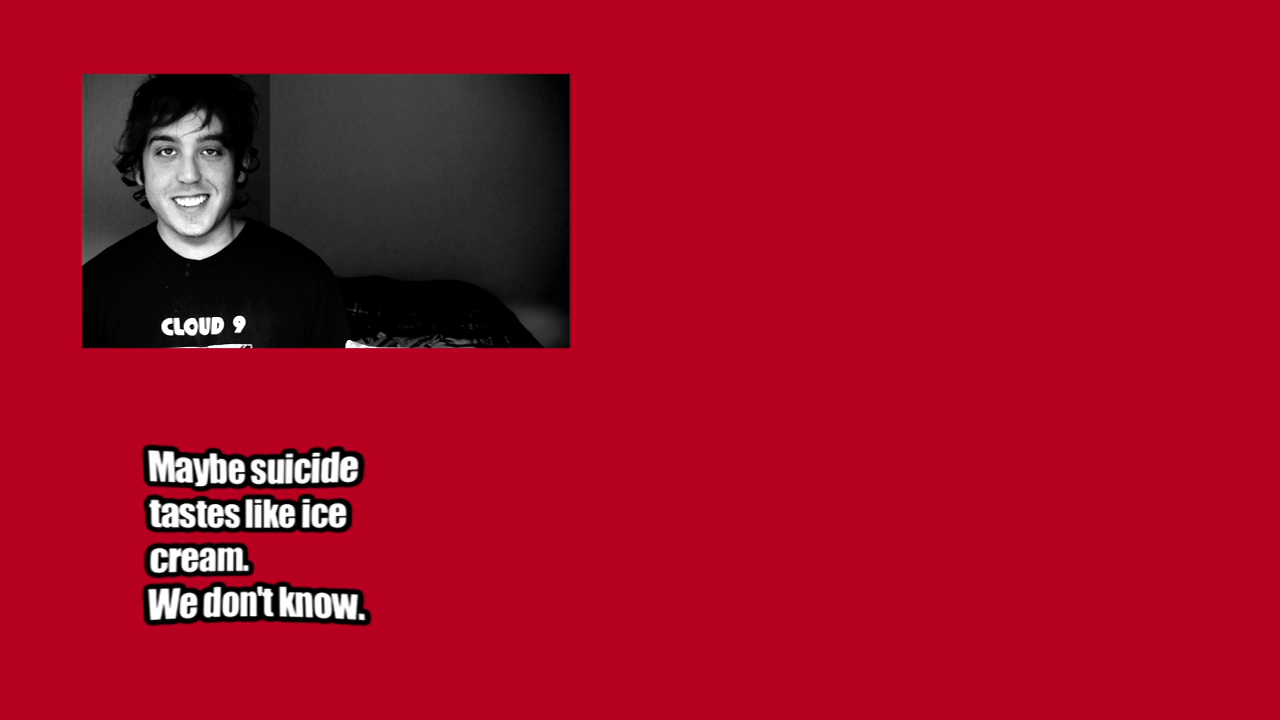 CLOUD 9
Maybe suicide
tastes like ice
cream.
We don't know.